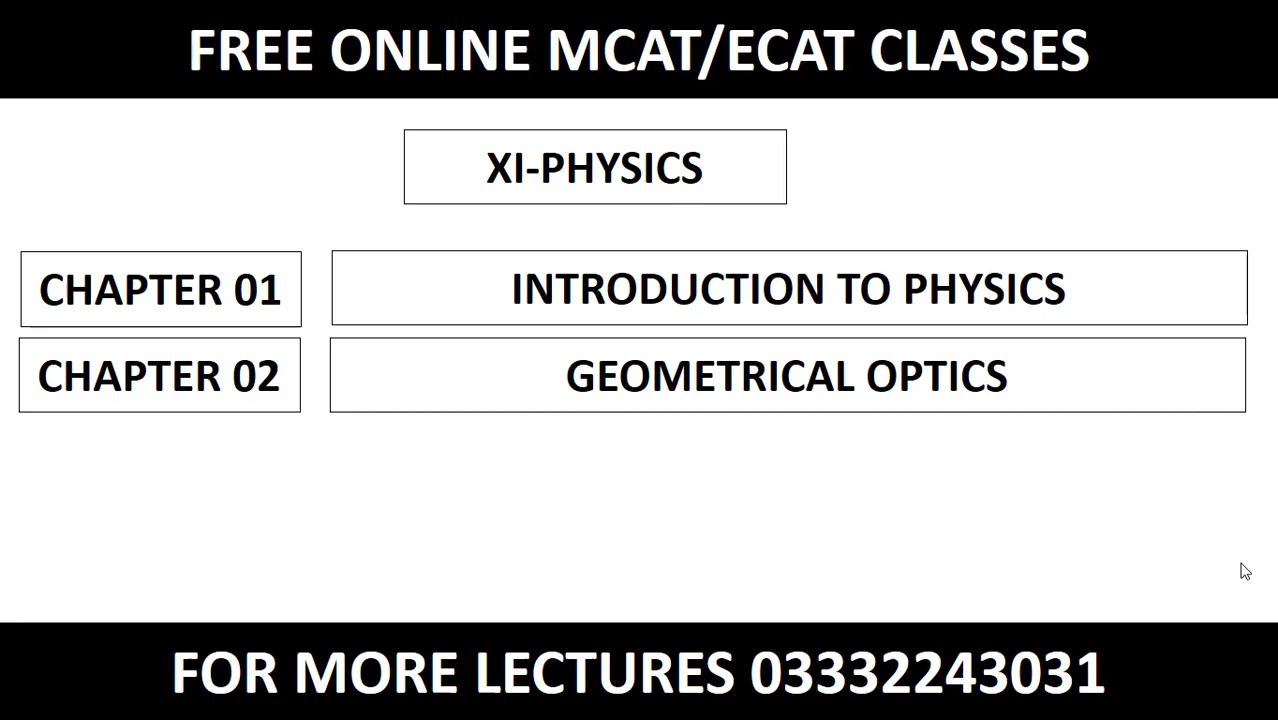 FREE ONLINE MCAT/ECAT CLASSES
XI-PHYSICS
CHAPTER 01 INTRODUCTION TO PHYSICS
CHAPTER 02 GEOMETRICAL OPTICS
FOR MORE LECTURES 03332243031